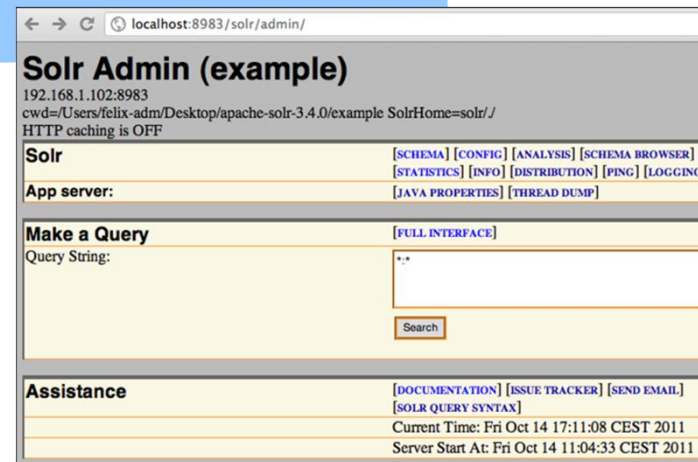 localhost:8983/solr/admin/
Solr Admin (example)
192.168.1.102:8983
cwd=/Users/felix-adm/Desktop/apache-solr-3.4.0/example SolrHome=solr/./
HTTP caching is OFF
Solr [SCHEMA] [CONFIG] [ANALYSIS] [SCHEMA BROWSER]
[STATISTICS] [INFO] [DISTRIBUTION] [PING] [LOGGING
App server: [JAVA PROPERTIES] [THREAD DUMP]
Make a Query [FULL INTERFACE]
Query String: *:*
Search
Assistance [DOCUMENTATION] [ISSUE TRACKER] [SEND EMAIL]
[SOLR QUERY SYNTAX]
Current Time: Fri Oct 14 17:11:08 CEST 2011
Server Start At: Fri Oct 14 11:04:33 CEST 2011